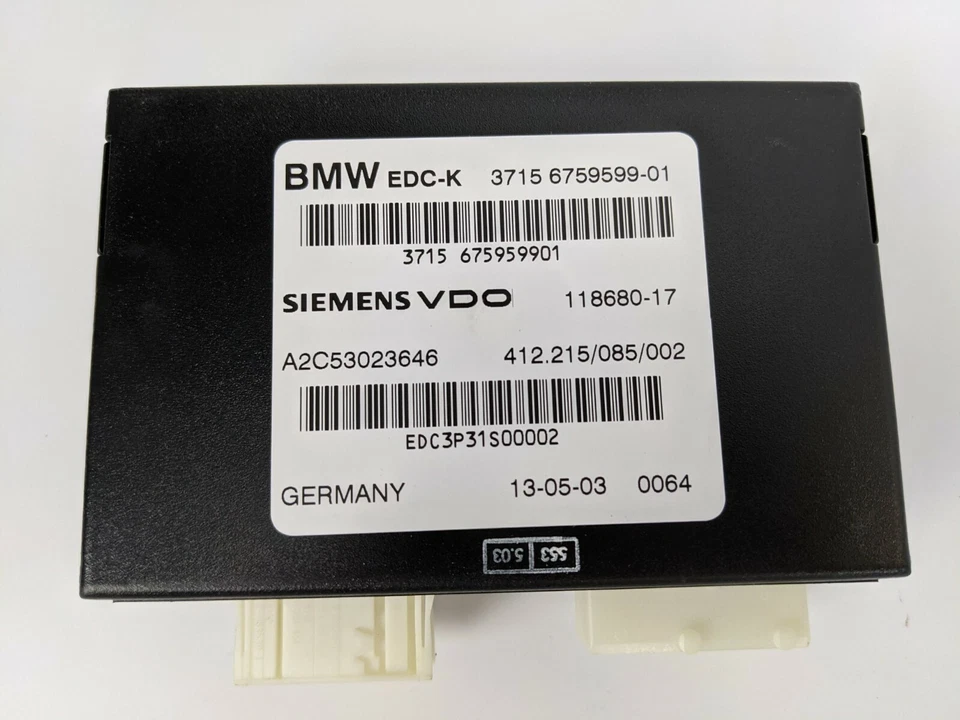 BMW EDC-K 3715 6759599-01
3715 675959901
SIEMENS VDO 118680-17
A2C53023646 412.215/085/002
EDC3P31S00002
GERMANY 13-05-03 0064
553 5.03